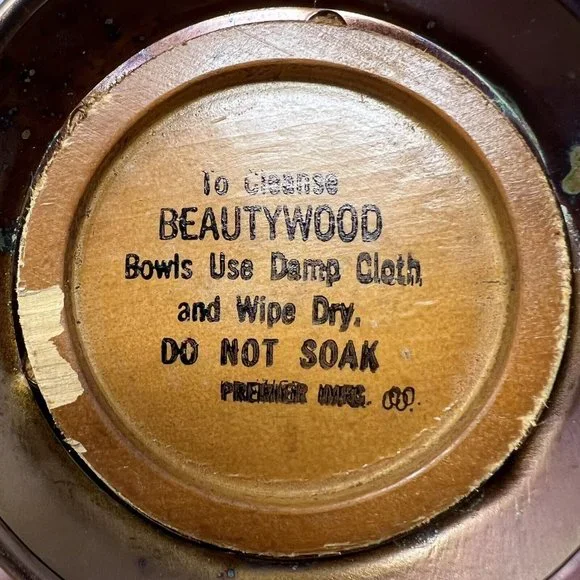 To Cleanse
BEAUTYWOOD
Bowls Use Damp Cloth
and Wipe Dry.
DO NOT SOAK
PREMIER MFG. CO.